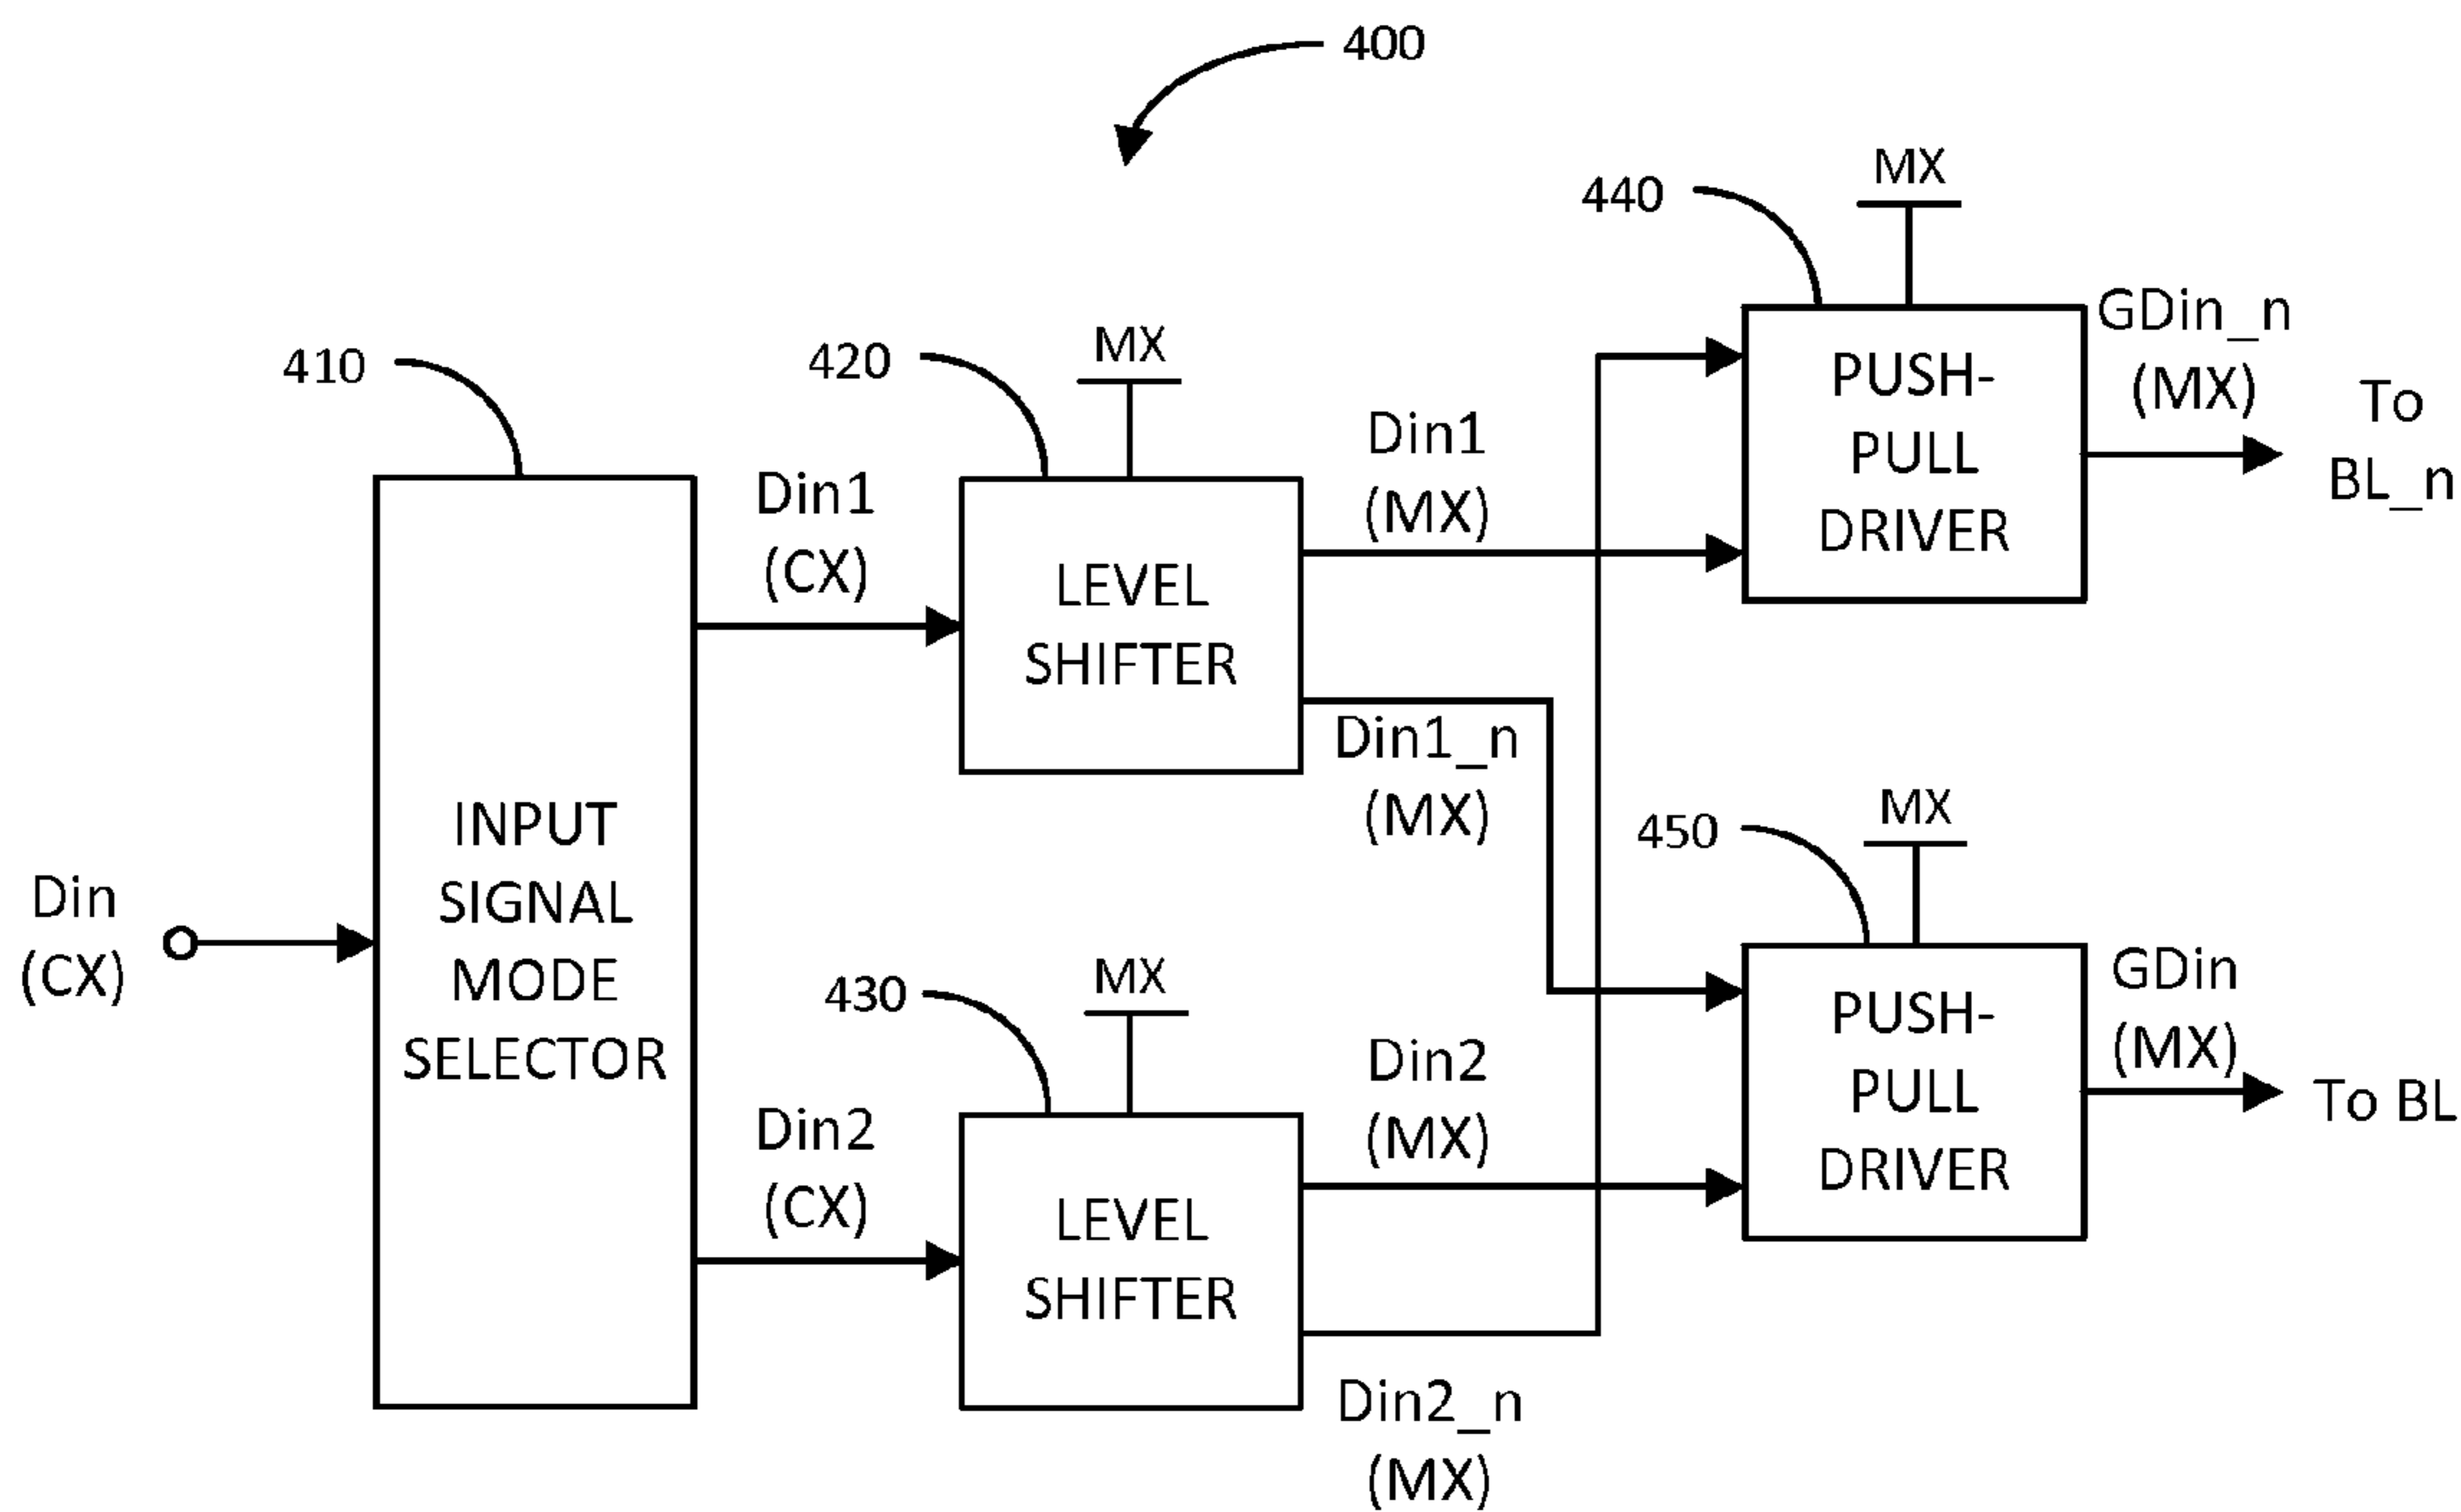 400
MX
440
GDin_n
(MX)
To
BL_n
PUSH-
PULL
DRIVER
410
420
MX
Din1
(CX)
LEVEL
SHIFTER
Din1
(MX)
Din1_n
(MX)
INPUT
SIGNAL
MODE
SELECTOR
Din
(CX)
450
MX
PUSH-
PULL
DRIVER
GDin
(MX)
To BL
430
MX
Din2
(CX)
LEVEL
SHIFTER
Din2
(MX)
Din2_n
(MX)